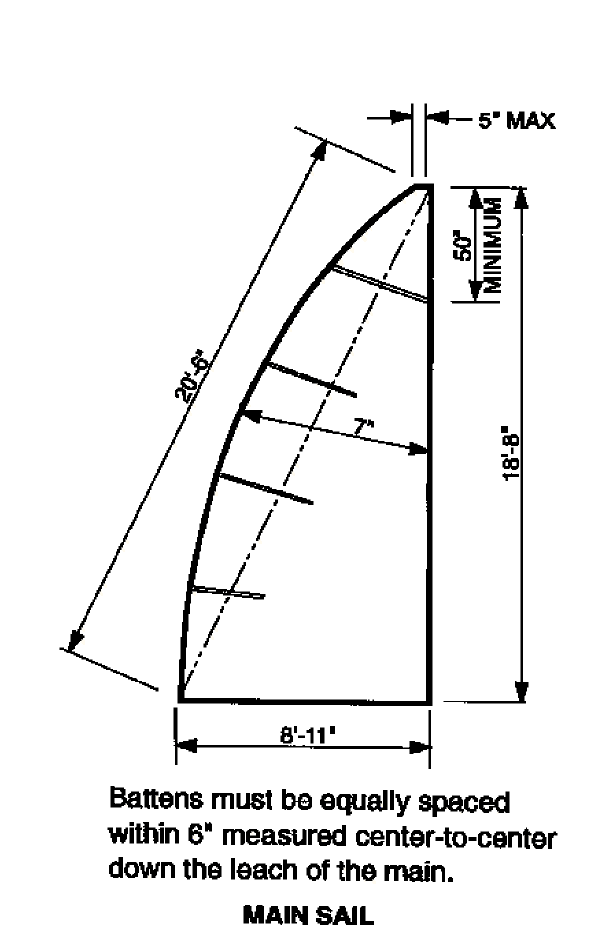 5" MAX
50"
MINIMUM
20'-6"
7"
18'-8"
8'-11"
Battens must be equally spaced
within 6" measured center-to-center
down the leach of the main.
MAIN SAIL